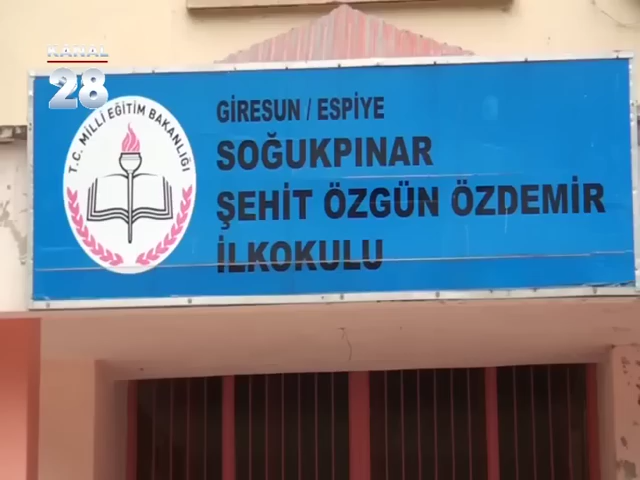 KANAL
28
T.C. MİLLİ EĞİTİM BAKANLIĞI
GİRESUN / ESPİYE
SOĞUKPINAR
ŞEHİT ÖZGÜN ÖZDEMİR
İLKOKULU